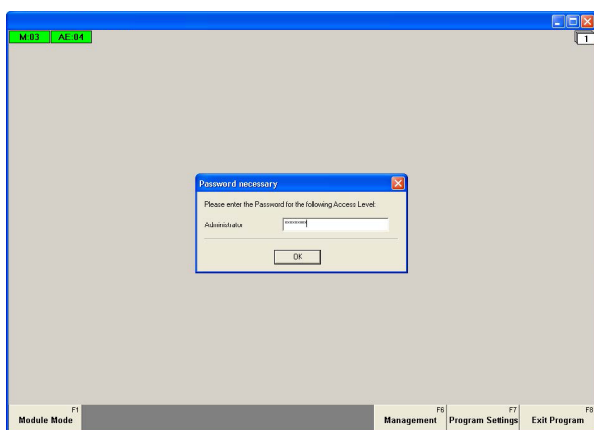 M:03 AE:04
1
Password necessary
Please enter the Password for the following Access Level:
Administrator
OK
F1 F6 F7 F8
Module Mode Management Program Settings Exit Program